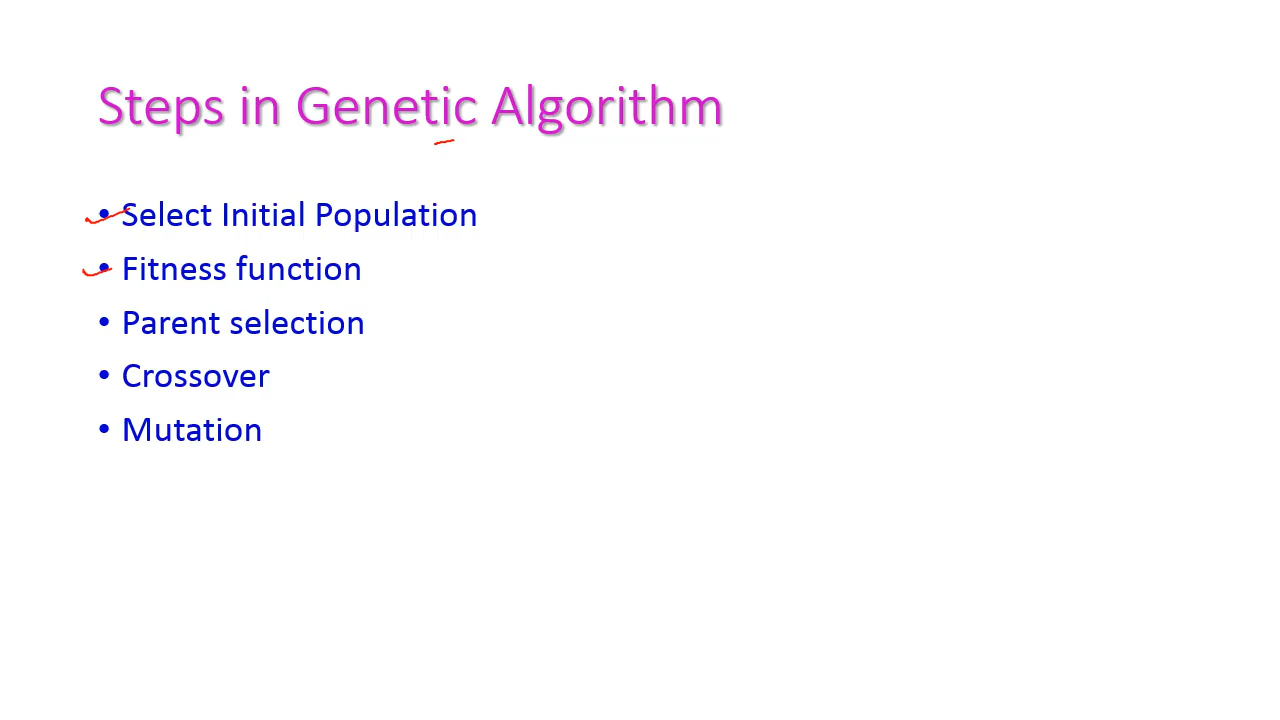 Steps in Genetic Algorithm
• Select Initial Population
• Fitness function
• Parent selection
• Crossover
• Mutation